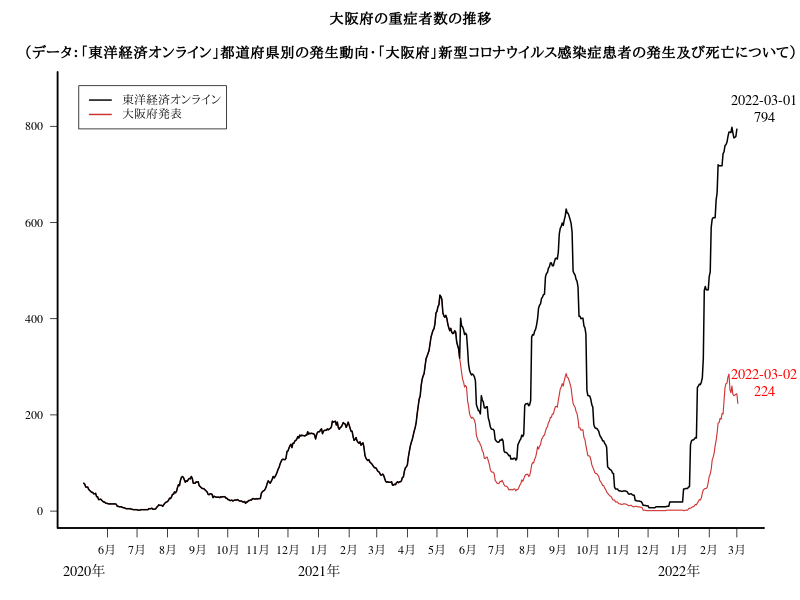 大阪府の重症者数の推移
(データ:「東洋経済オンライン」都道府県別の発生動向・「大阪府」新型コロナウイルス感染症患者の発生及び死亡について)
東洋経済オンライン
大阪府発表
2022-03-01
794
800
600
400
200
0
2022-03-02
224
6月 7月 8月 9月 10月 11月 12月 1月 2月 3月 4月 5月 6月 7月 8月 9月 10月 11月 12月 1月 2月 3月
2020年 2021年 2022年